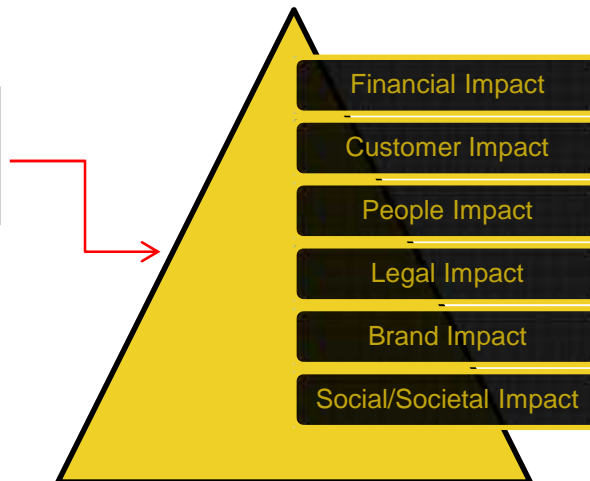 Financial Impact
Customer Impact
People Impact
Legal Impact
Brand Impact
Social/Societal Impact